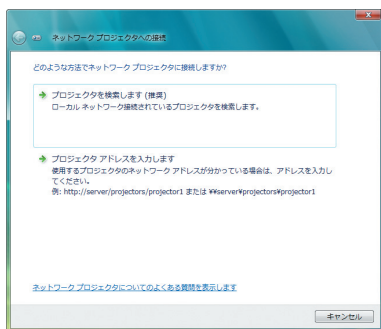 ネットワーク プロジェクタへの接続
どのような方法でネットワーク プロジェクタに接続しますか?
プロジェクタを検索します (推奨)
ローカル ネットワーク接続されているプロジェクタを検索します。
プロジェクタ アドレスを入力します
使用するプロジェクタのネットワーク アドレスが分かっている場合は、アドレスを入力し
てください。
例: http://server/projectors/projector1 または ¥¥server¥projectors¥projector1
ネットワーク プロジェクタについてのよくある質問を表示します
キャンセル